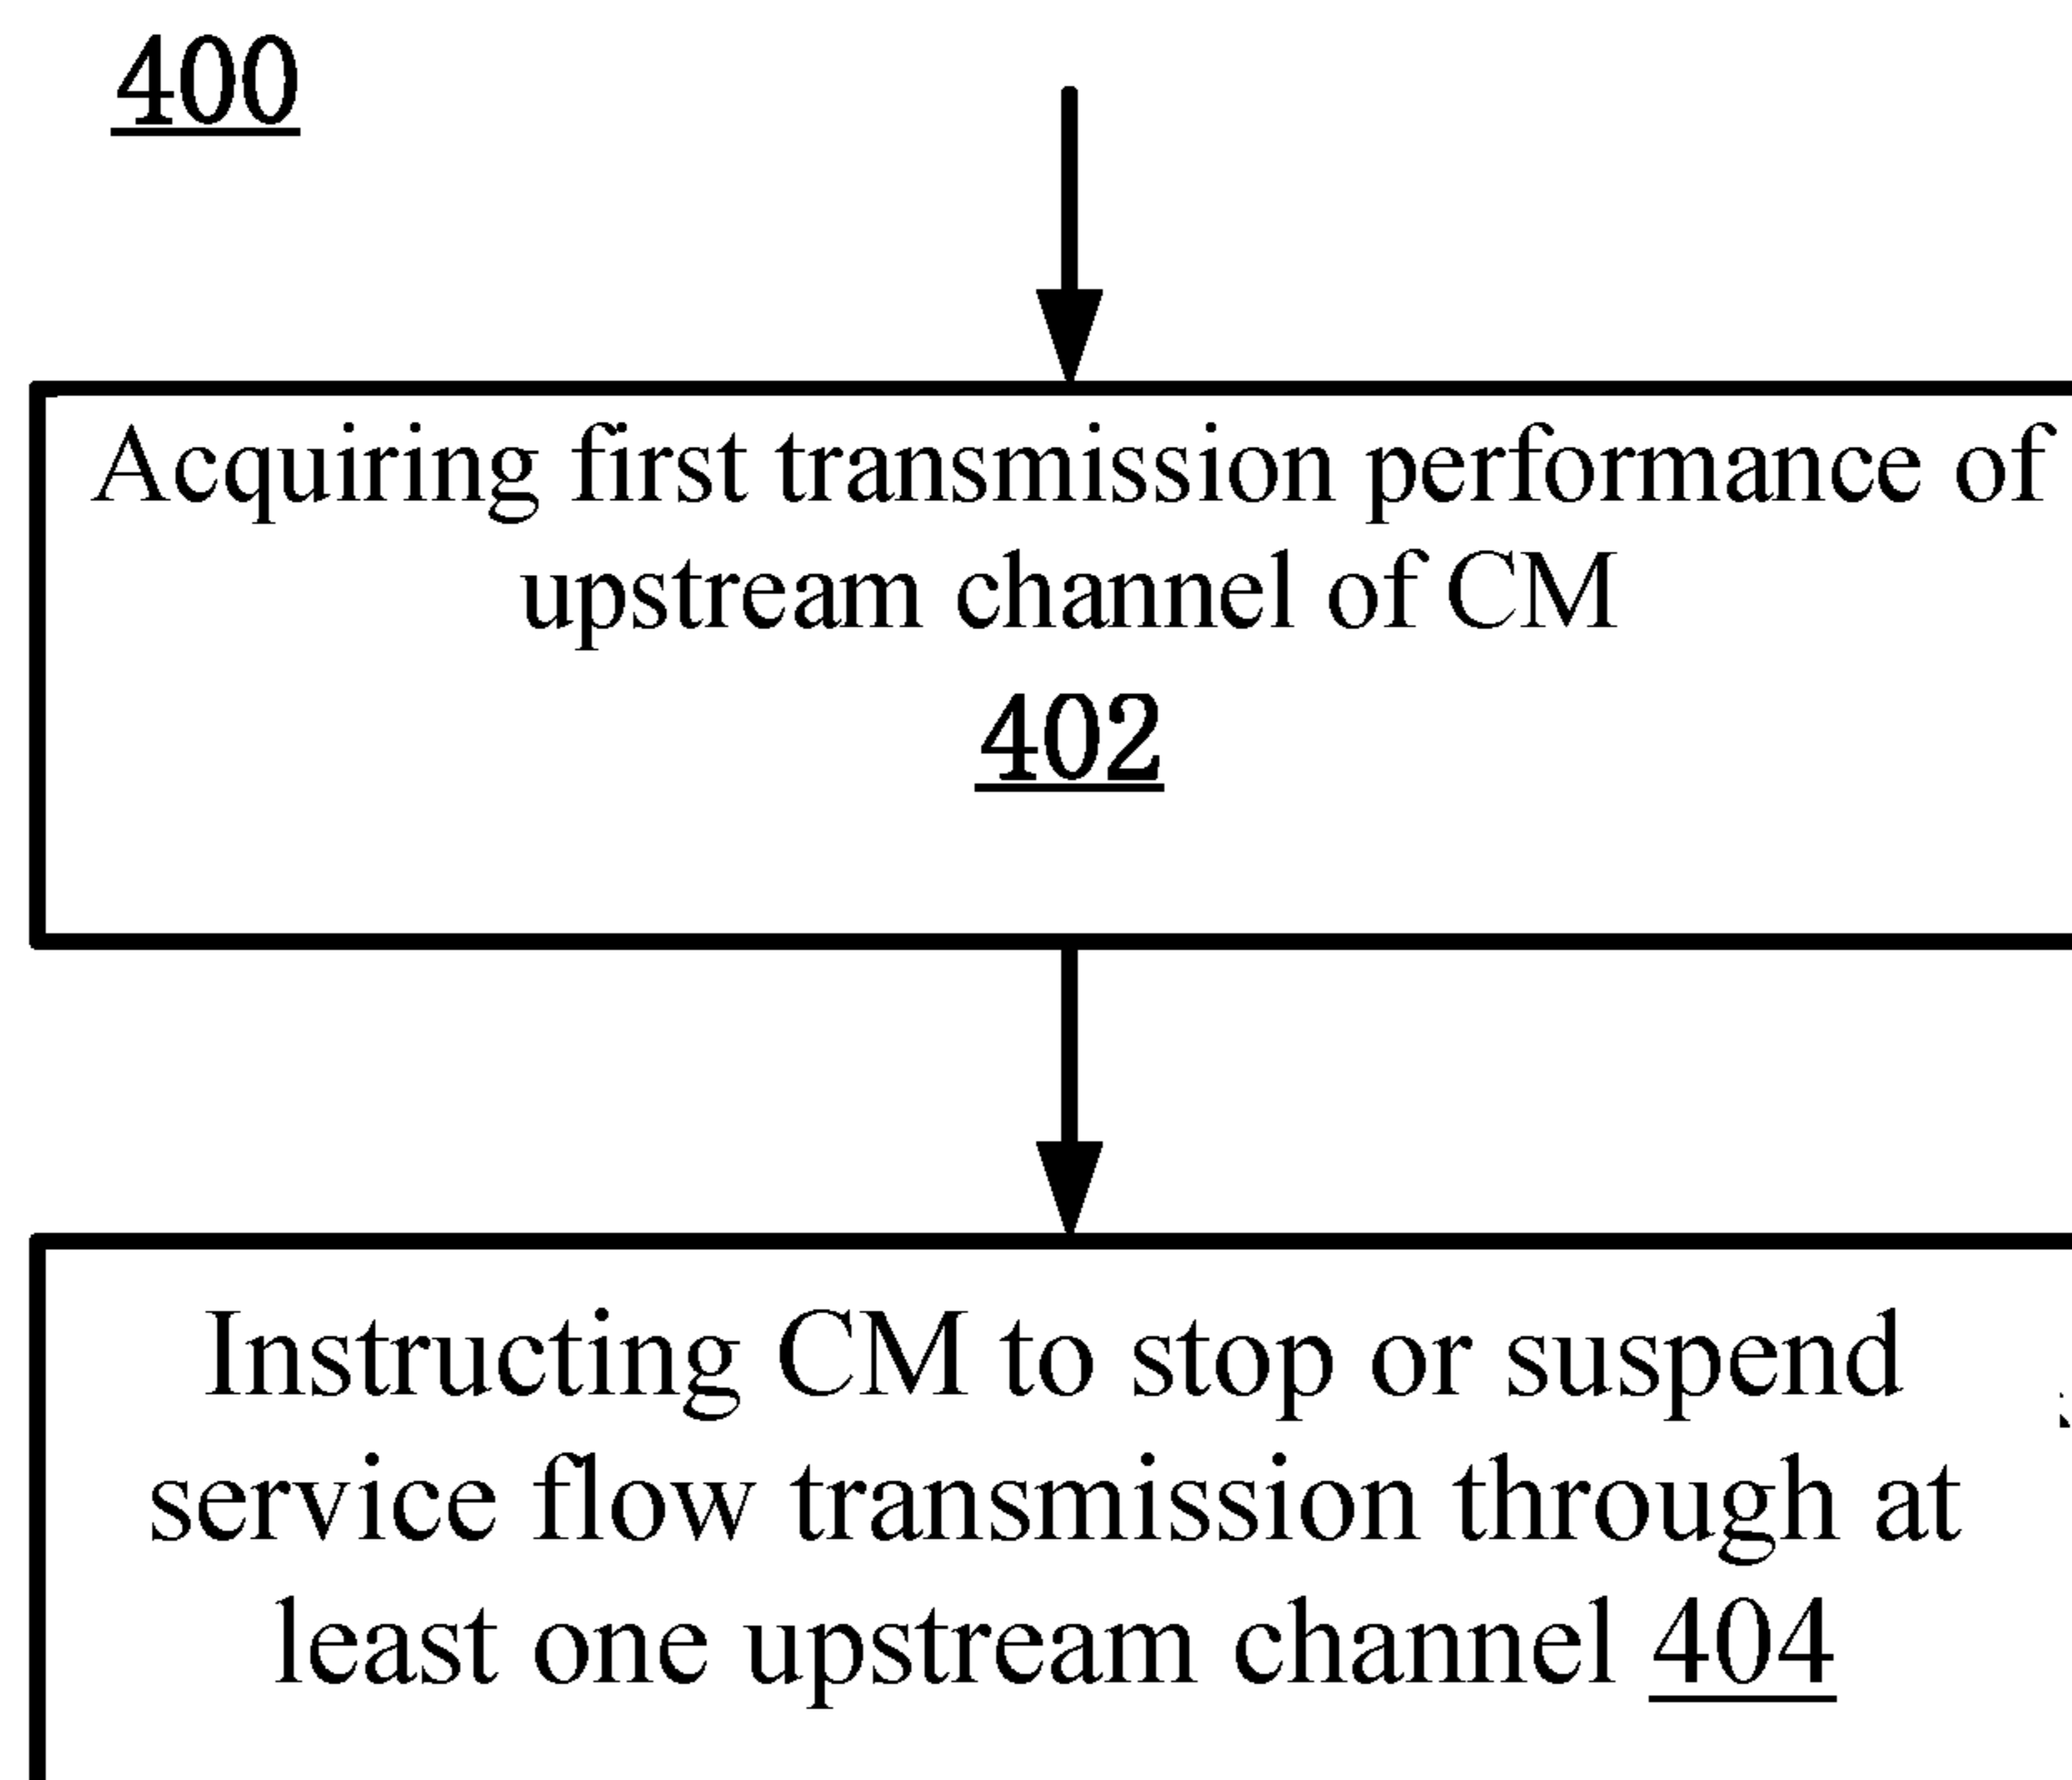 400
Acquiring first transmission performance of
upstream channel of CM
402
Instructing CM to stop or suspend
service flow transmission through at
least one upstream channel 404